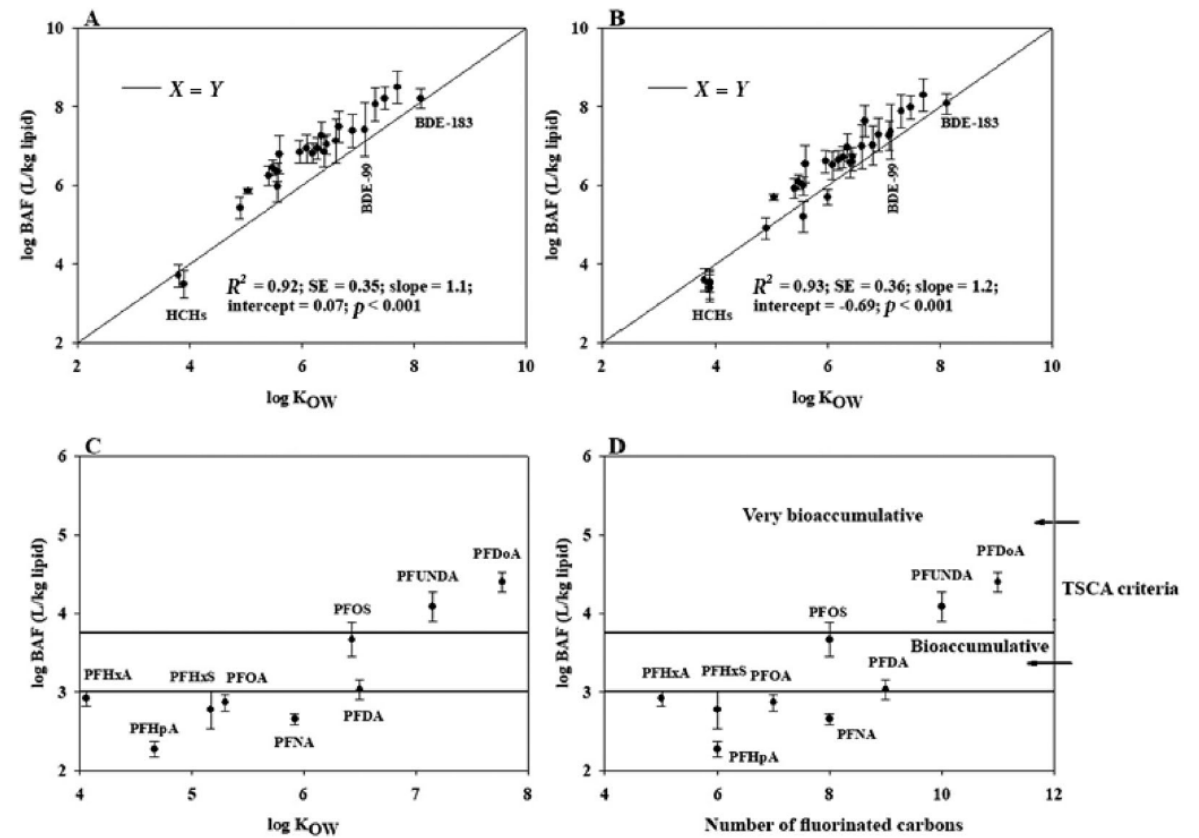 A
X = Y
BDE-183
BDE-99
R² = 0.92; SE = 0.35; slope = 1.1;
intercept = 0.07; p < 0.001
HCHs
log BAF (L/kg lipid)
10
8
6
4
2
2 4 6 8 10
log KOW
B
X = Y
BDE-183
BDE-99
R² = 0.93; SE = 0.36; slope = 1.2;
intercept = -0.69; p < 0.001
HCHs
log BAF (L/kg lipid)
10
8
6
4
2
2 4 6 8 10
log KOW
C
PFDoA
PFUNDA
PFOS
PFHxA
PFHxS
PFOA
PFHpA
PFNA
PFDA
log BAF (L/kg lipid)
6
5
4
3
2
4 5 6 7 8
log KOW
D
Very bioaccumulative
PFDoA
PFUNDA
TSCA criteria
PFOS
Bioaccumulative
PFDA
PFHxA
PFHxS
PFOA
PFNA
PFHpA
log BAF (L/kg lipid)
6
5
4
3
2
4 6 8 10 12
Number of fluorinated carbons